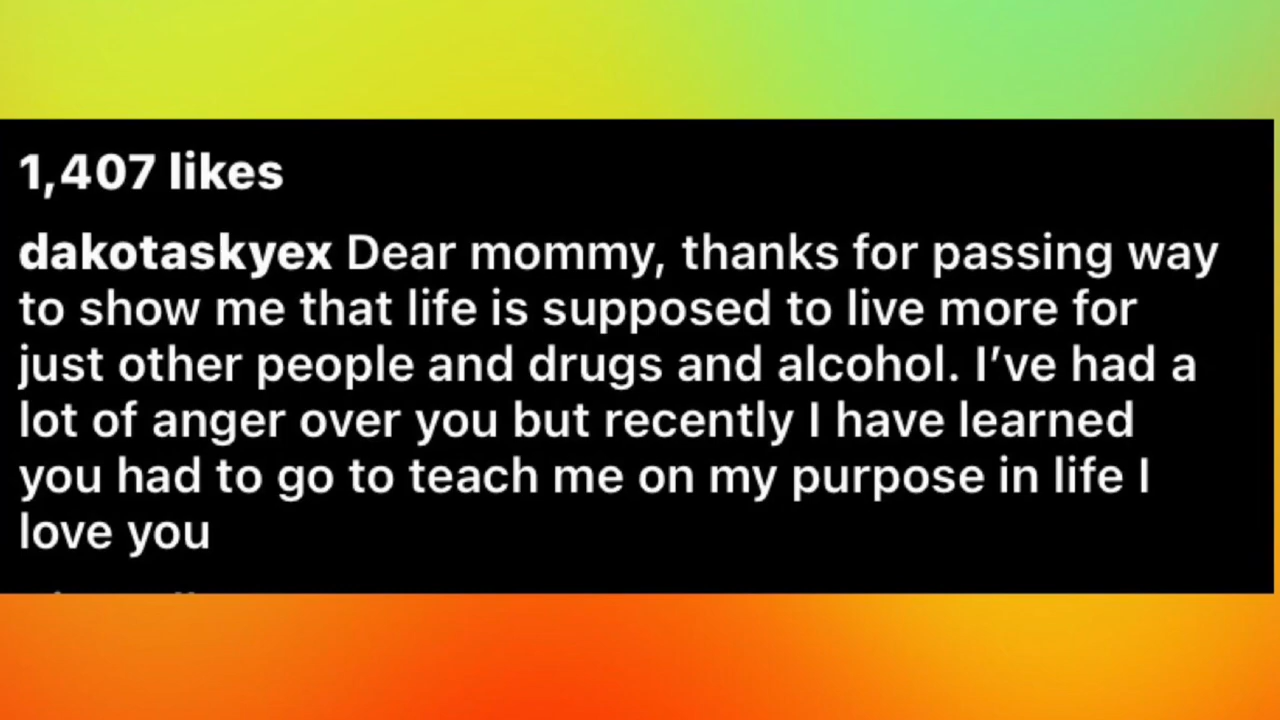 1,407 likes
dakotaskyex Dear mommy, thanks for passing way
to show me that life is supposed to live more for
just other people and drugs and alcohol. I’ve had a
lot of anger over you but recently I have learned
you had to go to teach me on my purpose in life I
love you